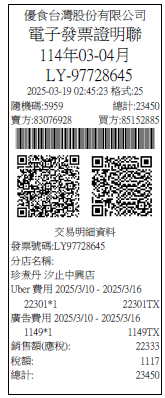 優食台灣股份有限公司
電子發票證明聯
114年03-04月
LY-97728645
2025-03-19 02:45:23 格式:25
隨機碼:5959 總計:23450
賣方:83076928 買方:85152885
交易明細資料
發票號碼:LY97728645
分店名稱:
珍煮丹 汐止中興店
Uber 費用 2025/3/10 - 2025/3/16
22301*1 22301TX
廣告費用 2025/3/10 - 2025/3/16
1149*1 1149TX
銷售額(應稅): 22333
稅額: 1117
總計: 23450